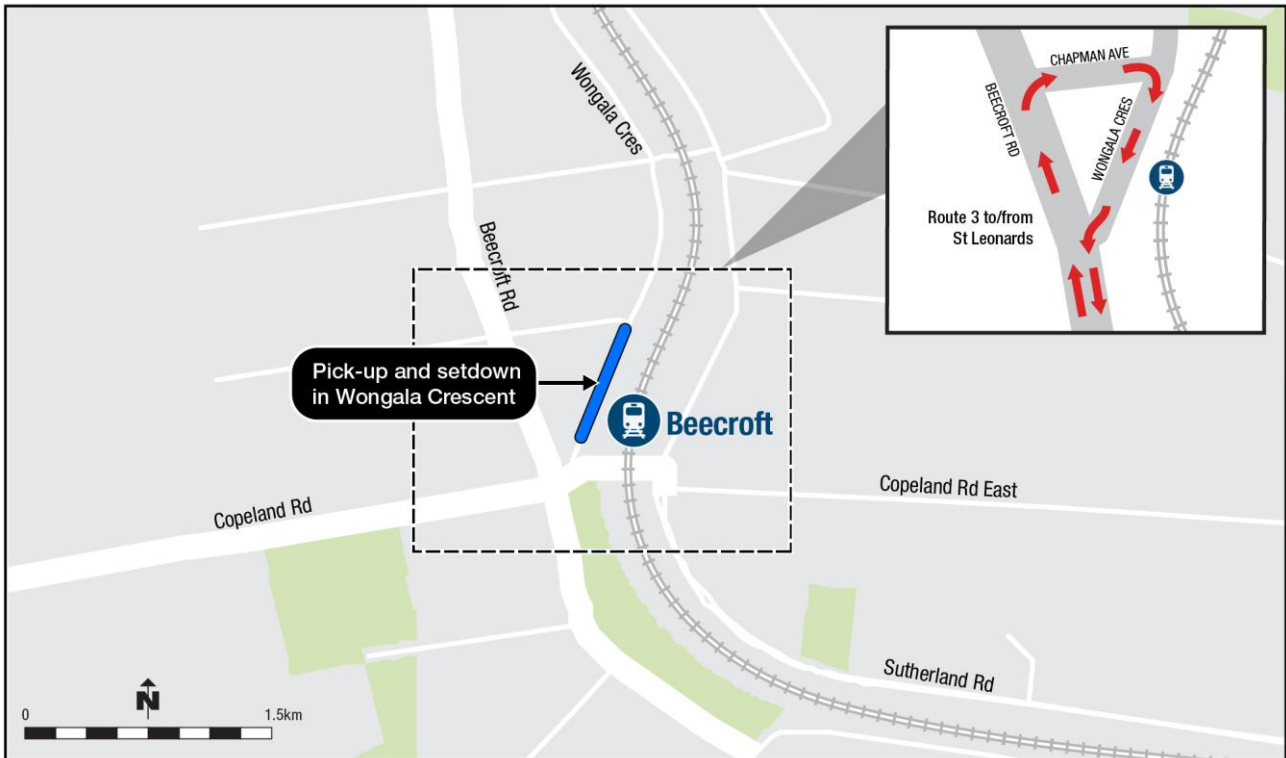 Wongala Cres
Beecroft Rd
CHAPMAN AVE
BEECROFT RD
WONGALA CRES
Route 3 to/from
St Leonards
Pick-up and setdown
in Wongala Crescent
Beecroft
Copeland Rd
Copeland Rd East
Sutherland Rd
N
0
1.5km